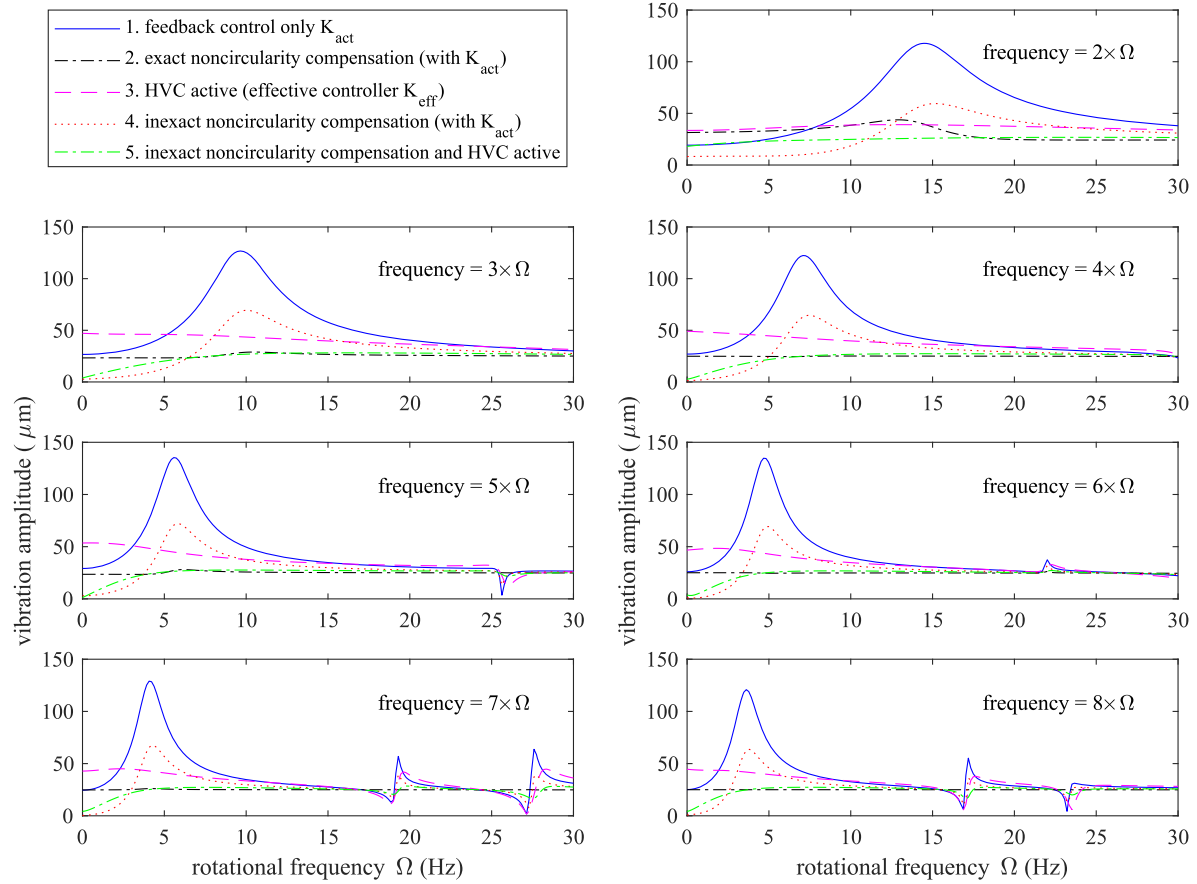 1. feedback control only K_act
2. exact noncircularity compensation (with K_act)
3. HVC active (effective controller K_eff)
4. inexact noncircularity compensation (with K_act)
5. inexact noncircularity compensation and HVC active
frequency = 2× Ω
150
100
50
0
0 5 10 15 20 25 30
frequency = 3× Ω
150
100
50
0
0 5 10 15 20 25 30
frequency = 4× Ω
150
100
50
0
0 5 10 15 20 25 30
vibration amplitude ( μm)
vibration amplitude ( μm)
frequency = 5× Ω
150
100
50
0
0 5 10 15 20 25 30
frequency = 6× Ω
150
100
50
0
0 5 10 15 20 25 30
frequency = 7× Ω
150
100
50
0
0 5 10 15 20 25 30
rotational frequency Ω (Hz)
frequency = 8× Ω
150
100
50
0
0 5 10 15 20 25 30
rotational frequency Ω (Hz)